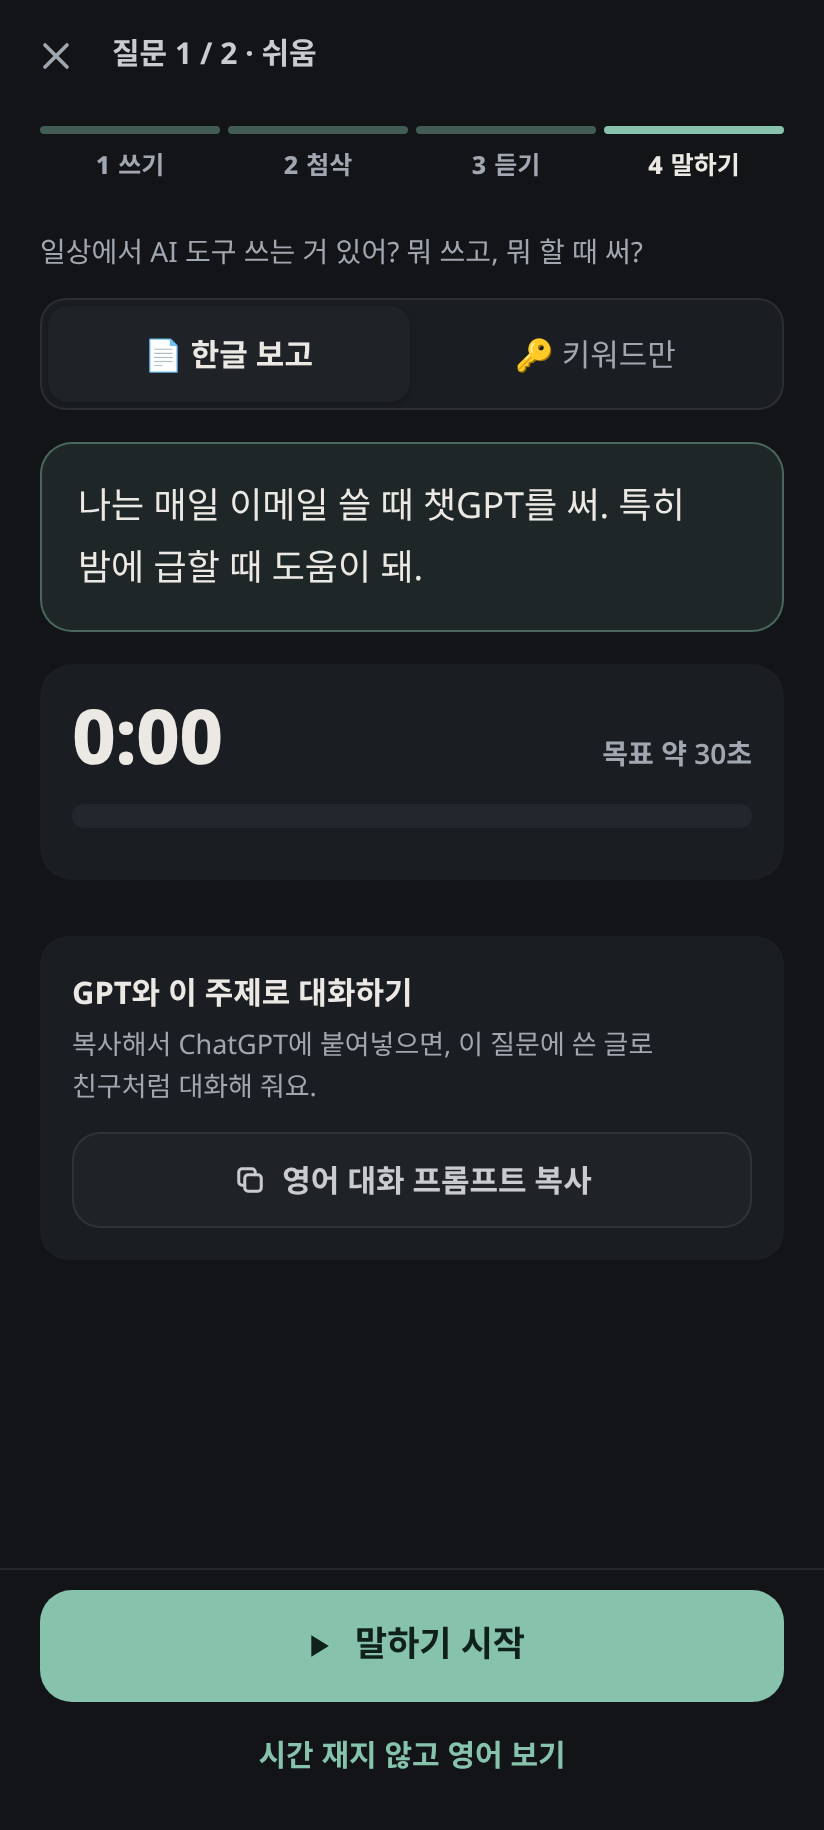 질문 1 / 2 · 쉬움
1 쓰기
2 첨삭
3 듣기
4 말하기
일상에서 AI 도구 쓰는 거 있어? 뭐 쓰고, 뭐 할 때 써?
한글 보고
키워드만
나는 매일 이메일 쓸 때 챗GPT를 써. 특히
밤에 급할 때 도움이 돼.
0:00
목표 약 30초
GPT와 이 주제로 대화하기
복사해서 ChatGPT에 붙여넣으면, 이 질문에 쓴 글로
친구처럼 대화해 줘요.
영어 대화 프롬프트 복사
말하기 시작
시간 재지 않고 영어 보기